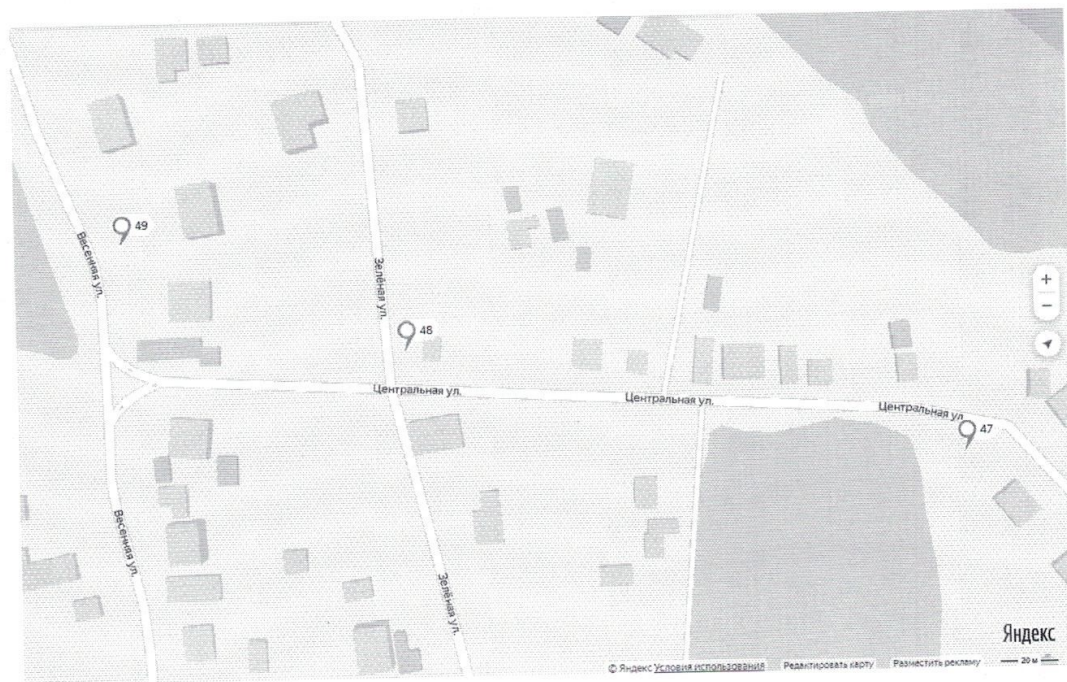 49
Весенняя ул.
Зелёная ул.
48
+
−
Центральная ул.
Центральная ул.
Центральная ул.
47
Весенняя ул.
Зелёная ул.
Яндекс
© Яндекс Условия использования Редактировать карту Разместить рекламу 20 м